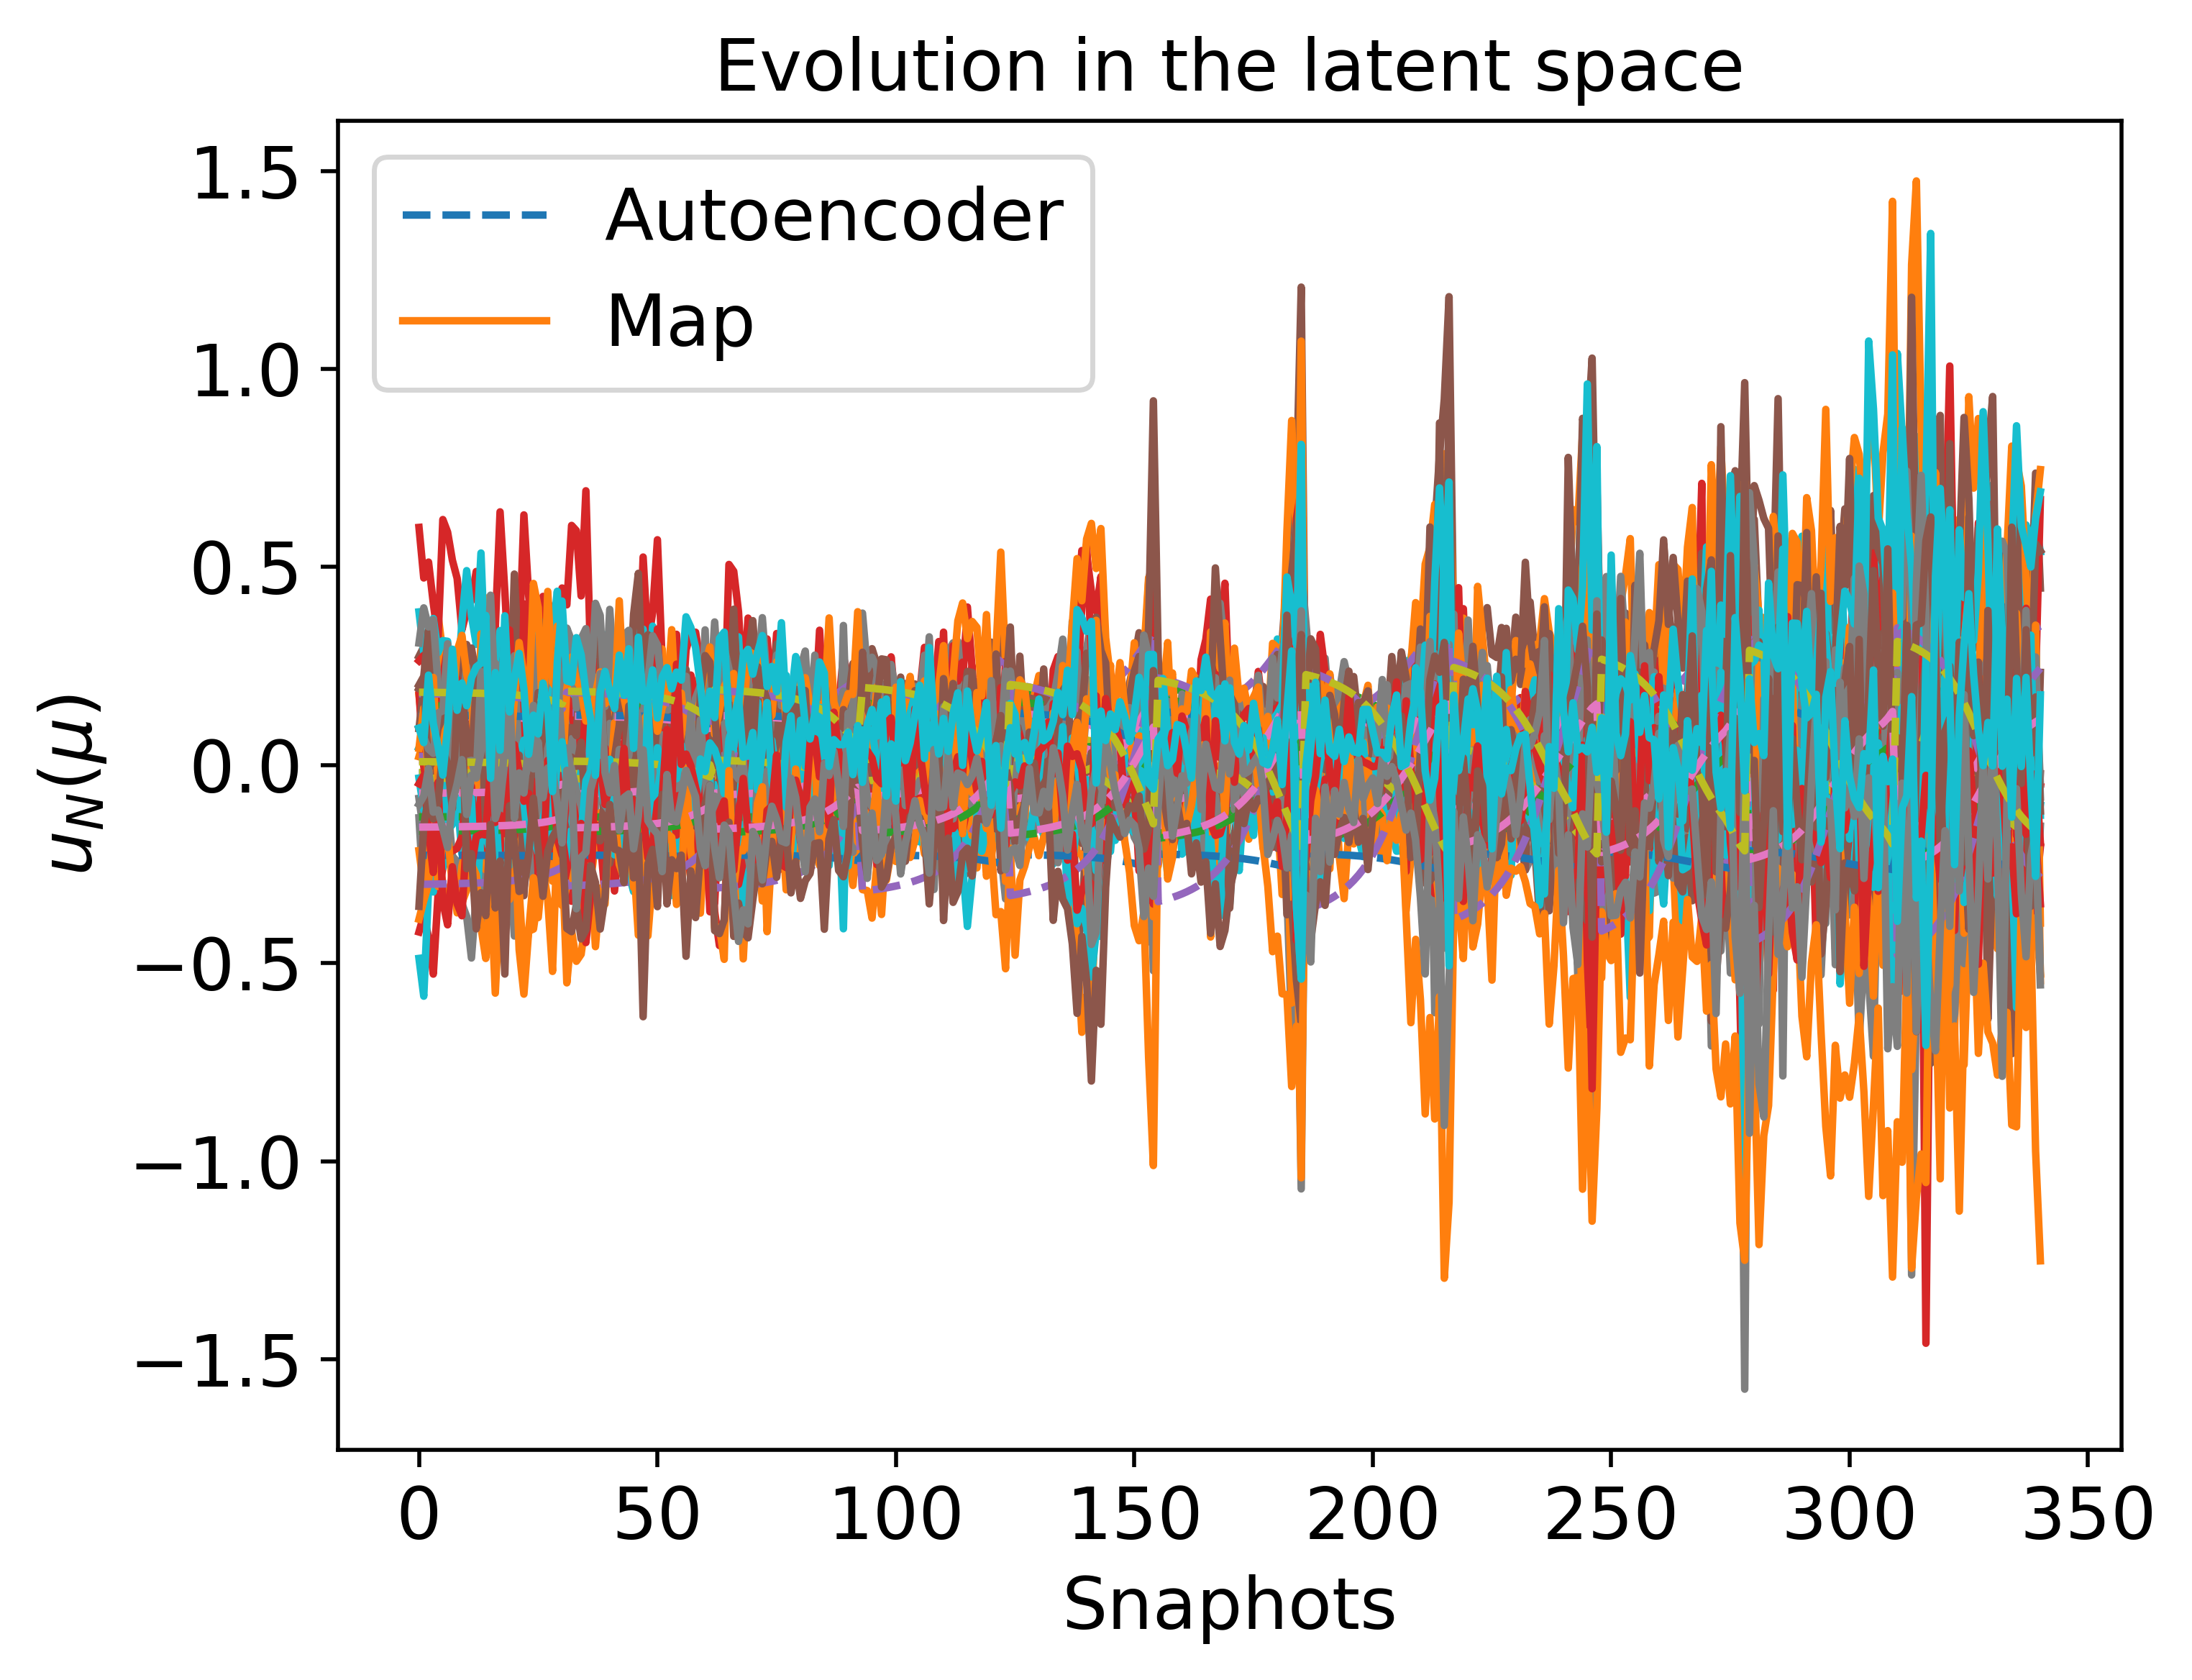 Evolution in the latent space
1.5
1.0
0.5
0.0
−0.5
−1.0
−1.5
Autoencoder
Map
u_N(μ)
0 50 100 150 200 250 300 350
Snaphots